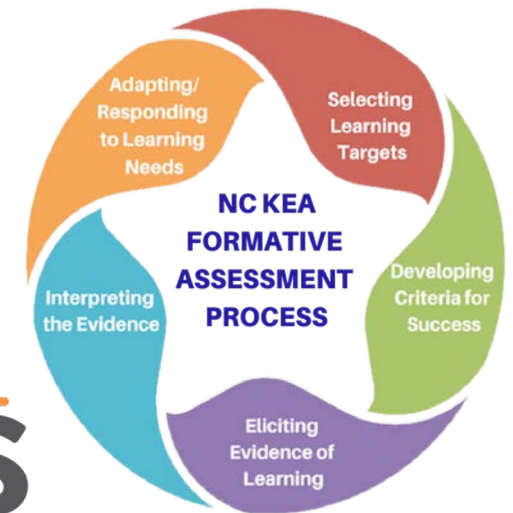 Adapting/
Responding
to Learning
Needs
Selecting
Learning
Targets
NC KEA
FORMATIVE
ASSESSMENT
PROCESS
Developing
Criteria for
Success
Interpreting
the Evidence
Eliciting
Evidence of
Learning
S